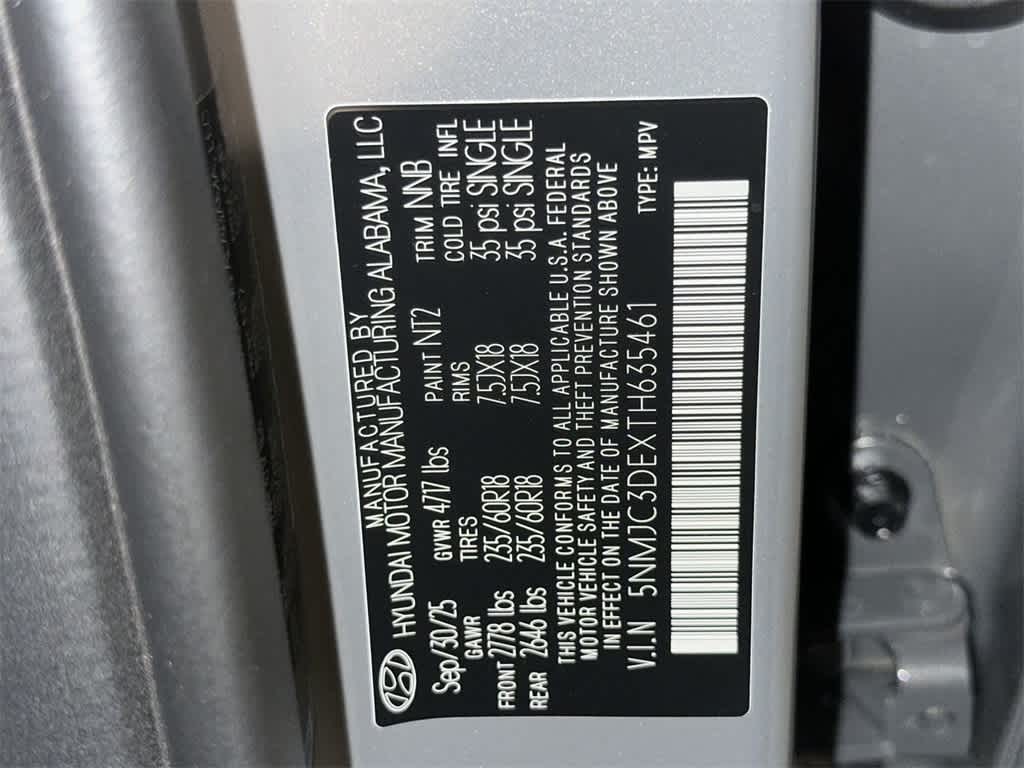 MANUFACTURED BY
HYUNDAI MOTOR MANUFACTURING ALABAMA, LLC
Sep/30/25 GVWR 4717 lbs PAINT NT2 TRIM NNB
GAWR TIRES RIMS COLD TIRE INFL
FRONT 2778 lbs 235/60R18 7.5JX18 35 psi SINGLE
REAR 2646 lbs 235/60R18 7.5JX18 35 psi SINGLE
THIS VEHICLE CONFORMS TO ALL APPLICABLE U.S.A. FEDERAL
MOTOR VEHICLE SAFETY AND THEFT PREVENTION STANDARDS
IN EFFECT ON THE DATE OF MANUFACTURE SHOWN ABOVE
V.I.N 5NMJC3DEXTH635461 TYPE: MPV